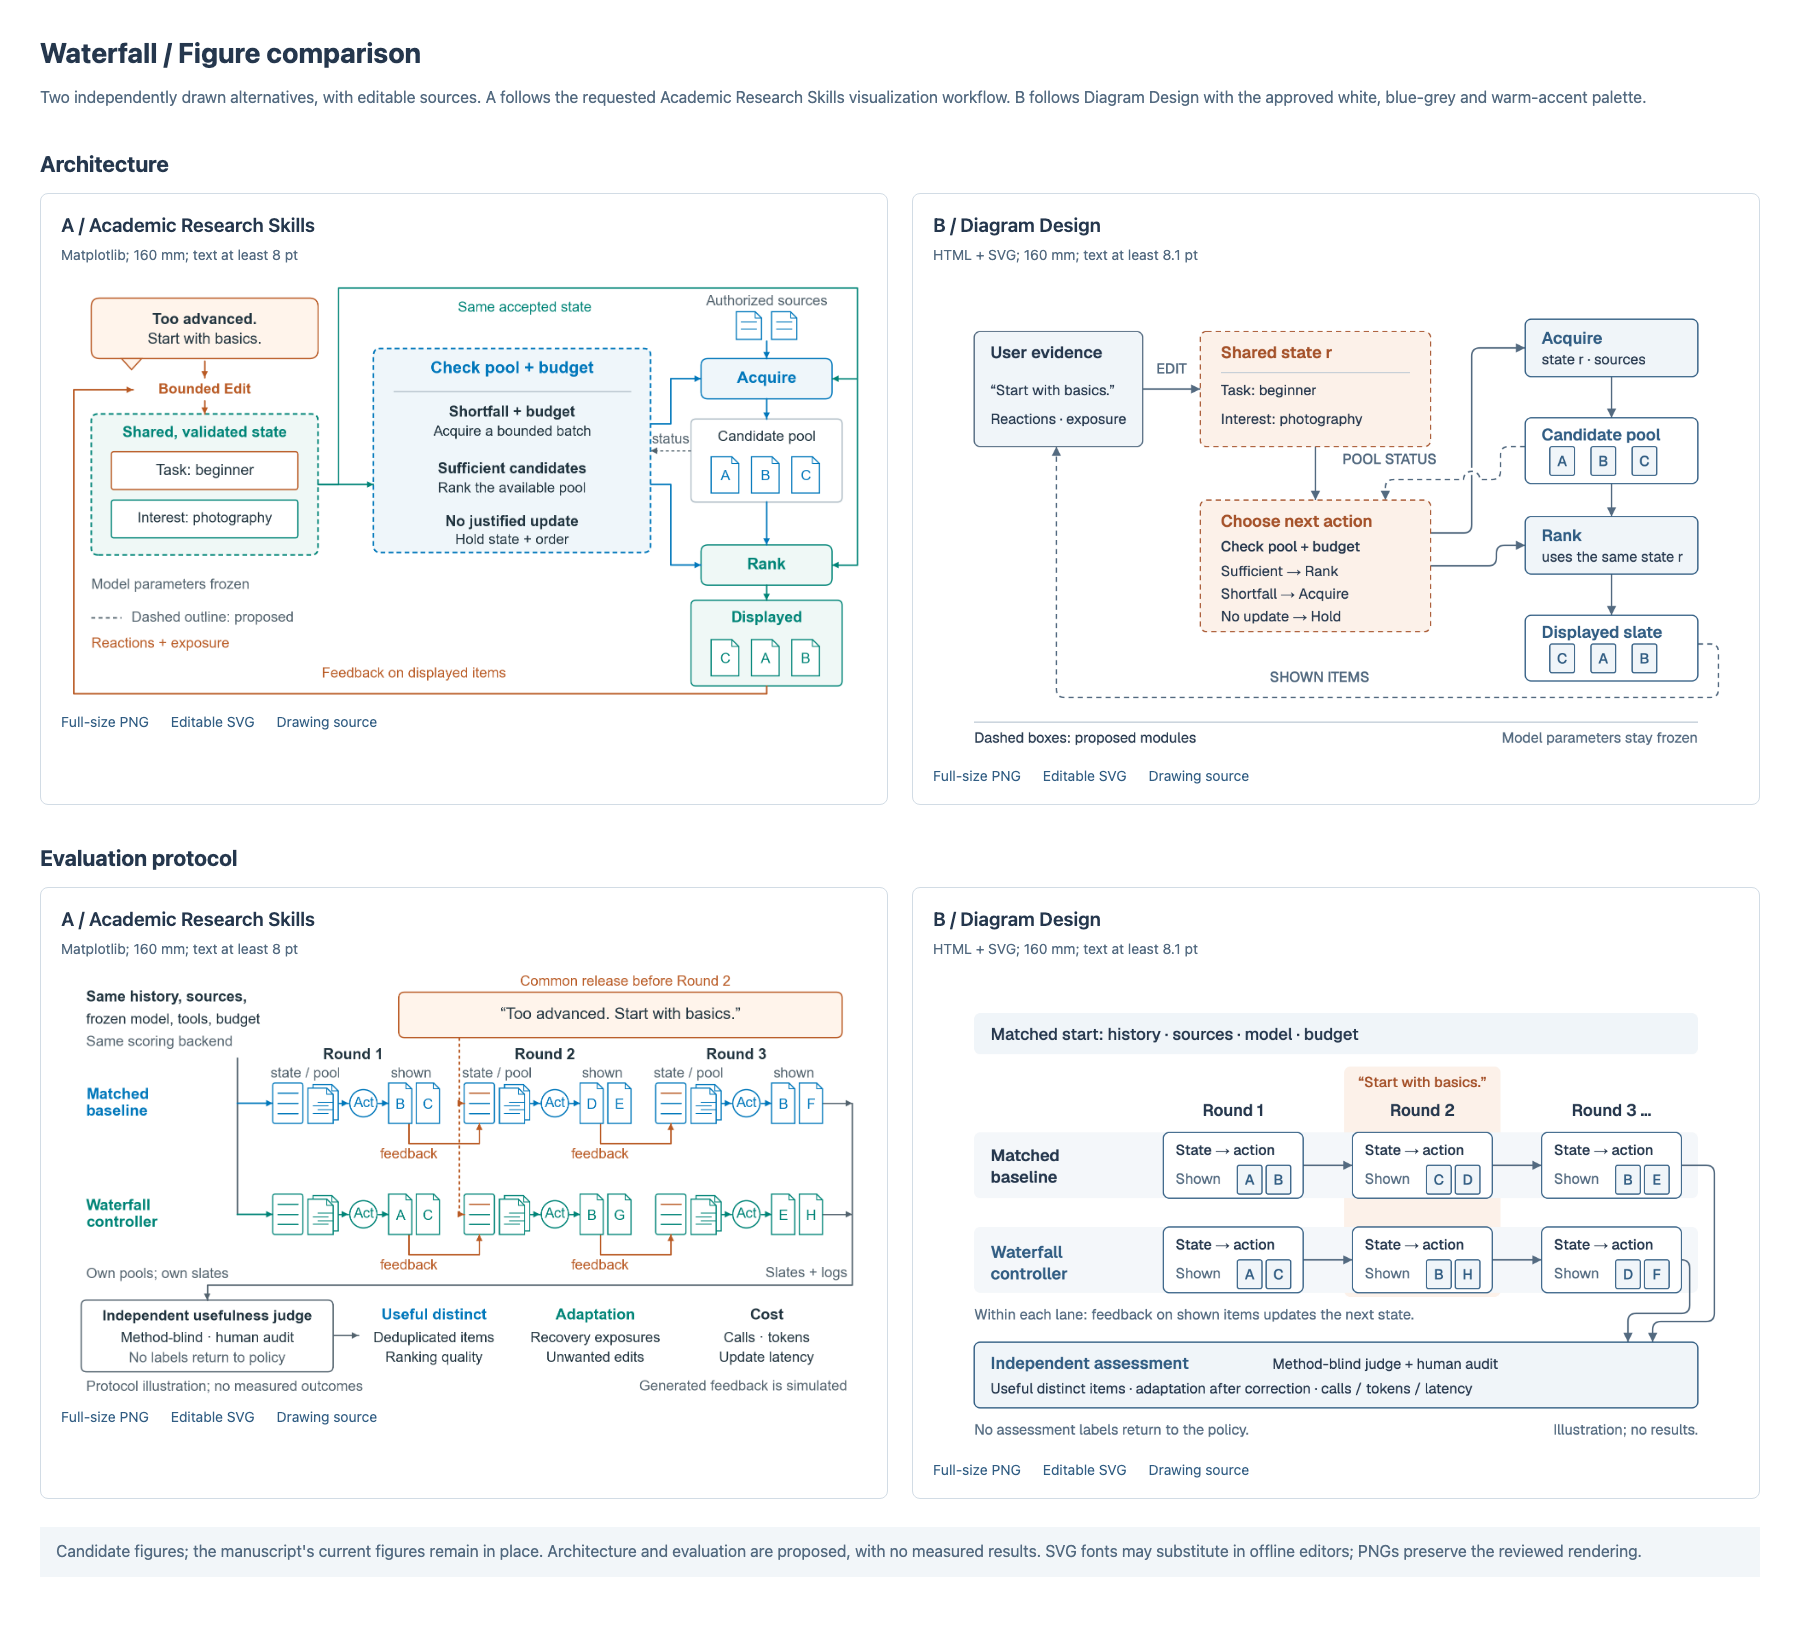 Waterfall / Figure comparison
Two independently drawn alternatives, with editable sources. A follows the requested Academic Research Skills visualization workflow. B follows Diagram Design with the approved white, blue-grey and warm-accent palette.
Architecture
A / Academic Research Skills
Matplotlib; 160 mm; text at least 8 pt
Too advanced.
Start with basics.
Bounded Edit
Shared, validated state
Task: beginner
Interest: photography
Model parameters frozen
Dashed outline: proposed
Reactions + exposure
Same accepted state
Check pool + budget
Shortfall + budget
Acquire a bounded batch
Sufficient candidates
Rank the available pool
No justified update
Hold state + order
status
Authorized sources
Acquire
Candidate pool
A B C
Rank
Displayed
C A B
Feedback on displayed items
Full-size PNG Editable SVG Drawing source
B / Diagram Design
HTML + SVG; 160 mm; text at least 8.1 pt
User evidence
“Start with basics.”
Reactions · exposure
EDIT
Shared state r
Task: beginner
Interest: photography
POOL STATUS
Choose next action
Check pool + budget
Sufficient → Rank
Shortfall → Acquire
No update → Hold
Acquire
state r · sources
Candidate pool
A B C
Rank
uses the same state r
Displayed slate
C A B
SHOWN ITEMS
Dashed boxes: proposed modules
Model parameters stay frozen
Full-size PNG Editable SVG Drawing source
Evaluation protocol
A / Academic Research Skills
Matplotlib; 160 mm; text at least 8 pt
Same history, sources,
frozen model, tools, budget
Same scoring backend
Common release before Round 2
“Too advanced. Start with basics.”
Round 1 Round 2 Round 3
state / pool shown state / pool shown state / pool shown
Matched
baseline
Act B C Act D E Act B F
feedback feedback
Waterfall
controller
Act A C Act B G Act E H
feedback feedback
Own pools; own slates
Slates + logs
Independent usefulness judge
Method-blind · human audit
No labels return to policy
Useful distinct
Deduplicated items
Ranking quality
Adaptation
Recovery exposures
Unwanted edits
Cost
Calls · tokens
Update latency
Protocol illustration; no measured outcomes
Generated feedback is simulated
Full-size PNG Editable SVG Drawing source
B / Diagram Design
HTML + SVG; 160 mm; text at least 8.1 pt
Matched start: history · sources · model · budget
“Start with basics.”
Round 1 Round 2 Round 3 ...
Matched
baseline
State → action State → action State → action
Shown A B Shown C D Shown B E
Waterfall
controller
State → action State → action State → action
Shown A C Shown B H Shown D F
Within each lane: feedback on shown items updates the next state.
Independent assessment Method-blind judge + human audit
Useful distinct items · adaptation after correction · calls / tokens / latency
No assessment labels return to the policy.
Illustration; no results.
Full-size PNG Editable SVG Drawing source
Candidate figures; the manuscript's current figures remain in place. Architecture and evaluation are proposed, with no measured results. SVG fonts may substitute in offline editors; PNGs preserve the reviewed rendering.